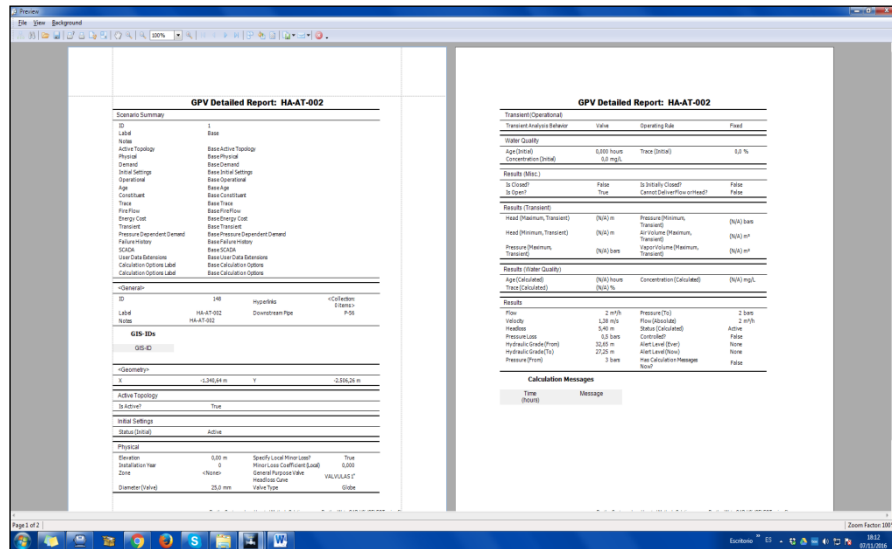 Preview
File View Background
100%
GPV Detailed Report: HA-AT-002
Scenario Summary
ID 1
Label Base
Notes
Active Topology Base Active Topology
Physical Base Physical
Demand Base Demand
Initial Settings Base Initial Settings
Operational Base Operational
Age Base Age
Constituent Base Constituent
Trace Base Trace
Fire Flow Base Fire Flow
Energy Cost Base Energy Cost
Transient Base Transient
Pressure Dependent Demand Base Pressure Dependent Demand
Failure History Base Failure History
SCADA Base SCADA
User Data Extensions Base User Data Extensions
Calculation Options Label Base Calculation Options
Calculation Options Label Base Calculation Options
<General>
ID 148 Hyperlinks <Collection
0 Items>
Label HA-AT-002 Downstream Pipe P-56
Notes HA-AT-002
GIS-IDs
GIS-ID
<Geometry>
X -1.340,64 m Y -2.506,26 m
Active Topology
Is Active? True
Initial Settings
Status (Initial) Active
Physical
Elevation 0,00 m Specify Local Minor Loss? True
Installation Year 0 Minor Loss Coefficient (Local) 0,000
Zone <None> General Purpose Valve
Headloss Curve VALVULAS 1"
Diameter (Valve) 25,0 mm Valve Type Globe
GPV Detailed Report: HA-AT-002
Transient (Operational)
Transient Analysis Behavior Valve Operating Rule Fixed
Water Quality
Age (Initial) 0,000 hours Trace (Initial) 0,0 %
Concentration (Initial) 0,0 mg/L
Results (Misc.)
Is Closed? False Is Initially Closed? False
Is Open? True Cannot Deliver Flow or Head? False
Results (Transient)
Head (Maximum, Transient) (N/A) m Pressure (Minimum,
Transient) (N/A) bars
Head (Minimum, Transient) (N/A) m Air Volume (Maximum,
Transient) (N/A) m³
Pressure (Maximum,
Transient) (N/A) bars Vapor Volume (Maximum,
Transient) (N/A) m³
Results (Water Quality)
Age (Calculated) (N/A) hours Concentration (Calculated) (N/A) mg/L
Trace (Calculated) (N/A) %
Results
Flow 2 m³/h Pressure (To) 2 bars
Velocity 1,28 m/s Flow (Absolute) 2 m³/h
Headloss 5,40 m Status (Calculated) Active
Pressure Loss 0,5 bars Controlled? False
Hydraulic Grade (From) 32,65 m Alert Level (Ever) None
Hydraulic Grade (To) 27,25 m Alert Level (Now) None
Pressure (From) 3 bars Has Calculation Messages
Now? False
Calculation Messages
Time
(hours) Message
Page 1 of 2
Zoom Factor: 100%
Escritorio ES
18:12
07/11/2016